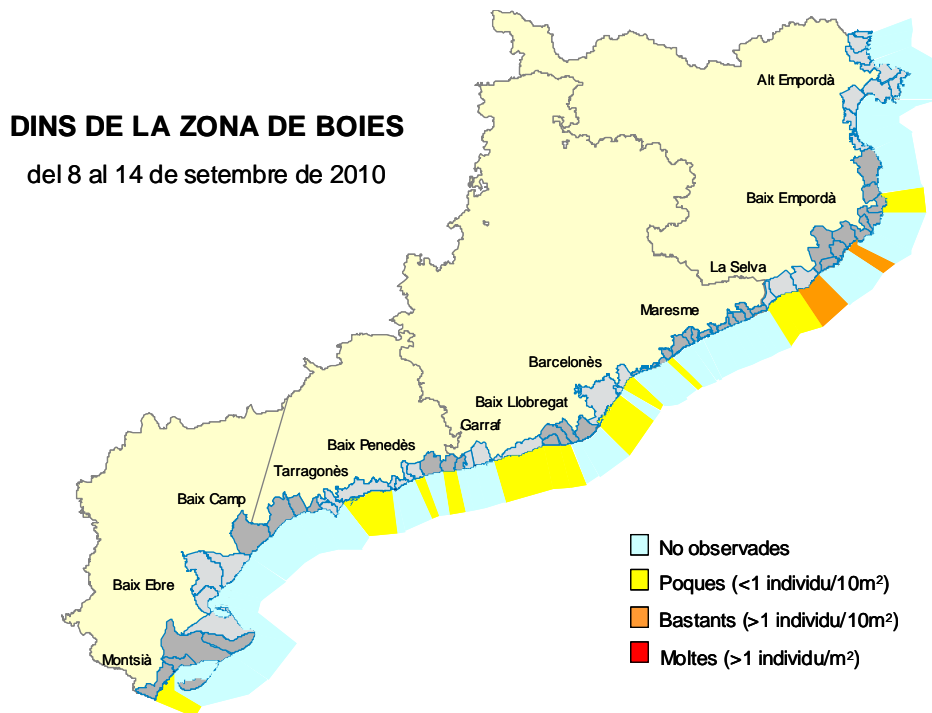 DINS DE LA ZONA DE BOIES
del 8 al 14 de setembre de 2010
Alt Empordà
Baix Empordà
La Selva
Maresme
Barcelonès
Baix Llobregat
Garraf
Baix Penedès
Tarragonès
Baix Camp
Baix Ebre
Montsià
No observades
Poques (<1 individu/10m²)
Bastants (>1 individu/10m²)
Moltes (>1 individu/m²)